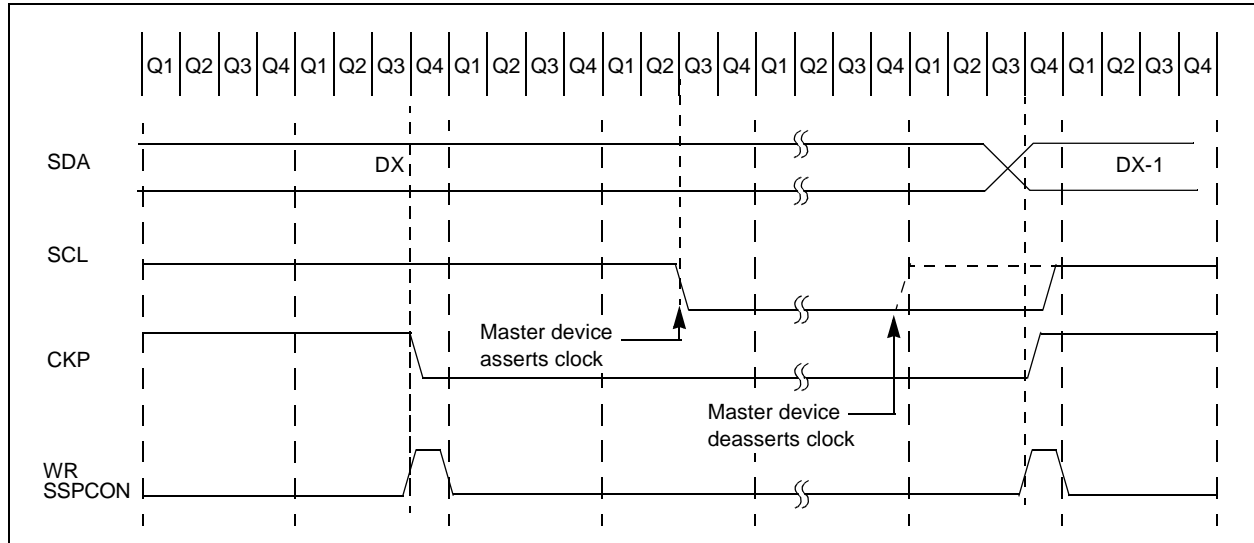 Q1 Q2 Q3 Q4 Q1 Q2 Q3 Q4 Q1 Q2 Q3 Q4 Q1 Q2 Q3 Q4 Q1 Q2 Q3 Q4 Q1 Q2 Q3 Q4 Q1 Q2 Q3 Q4
SDA DX DX-1
SCL
Master device
asserts clock
CKP
Master device
deasserts clock
WR
SSPCON